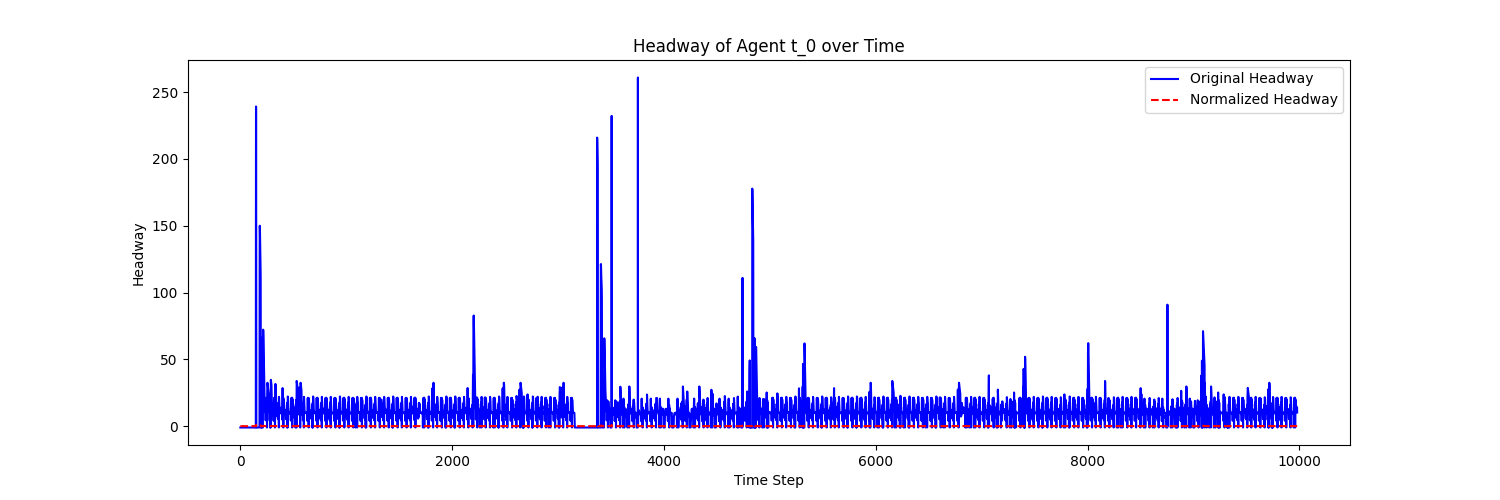 Headway of Agent t_0 over Time
Original Headway
Normalized Headway
250
200
150
100
50
0
Headway
0
2000
4000
6000
8000
10000
Time Step